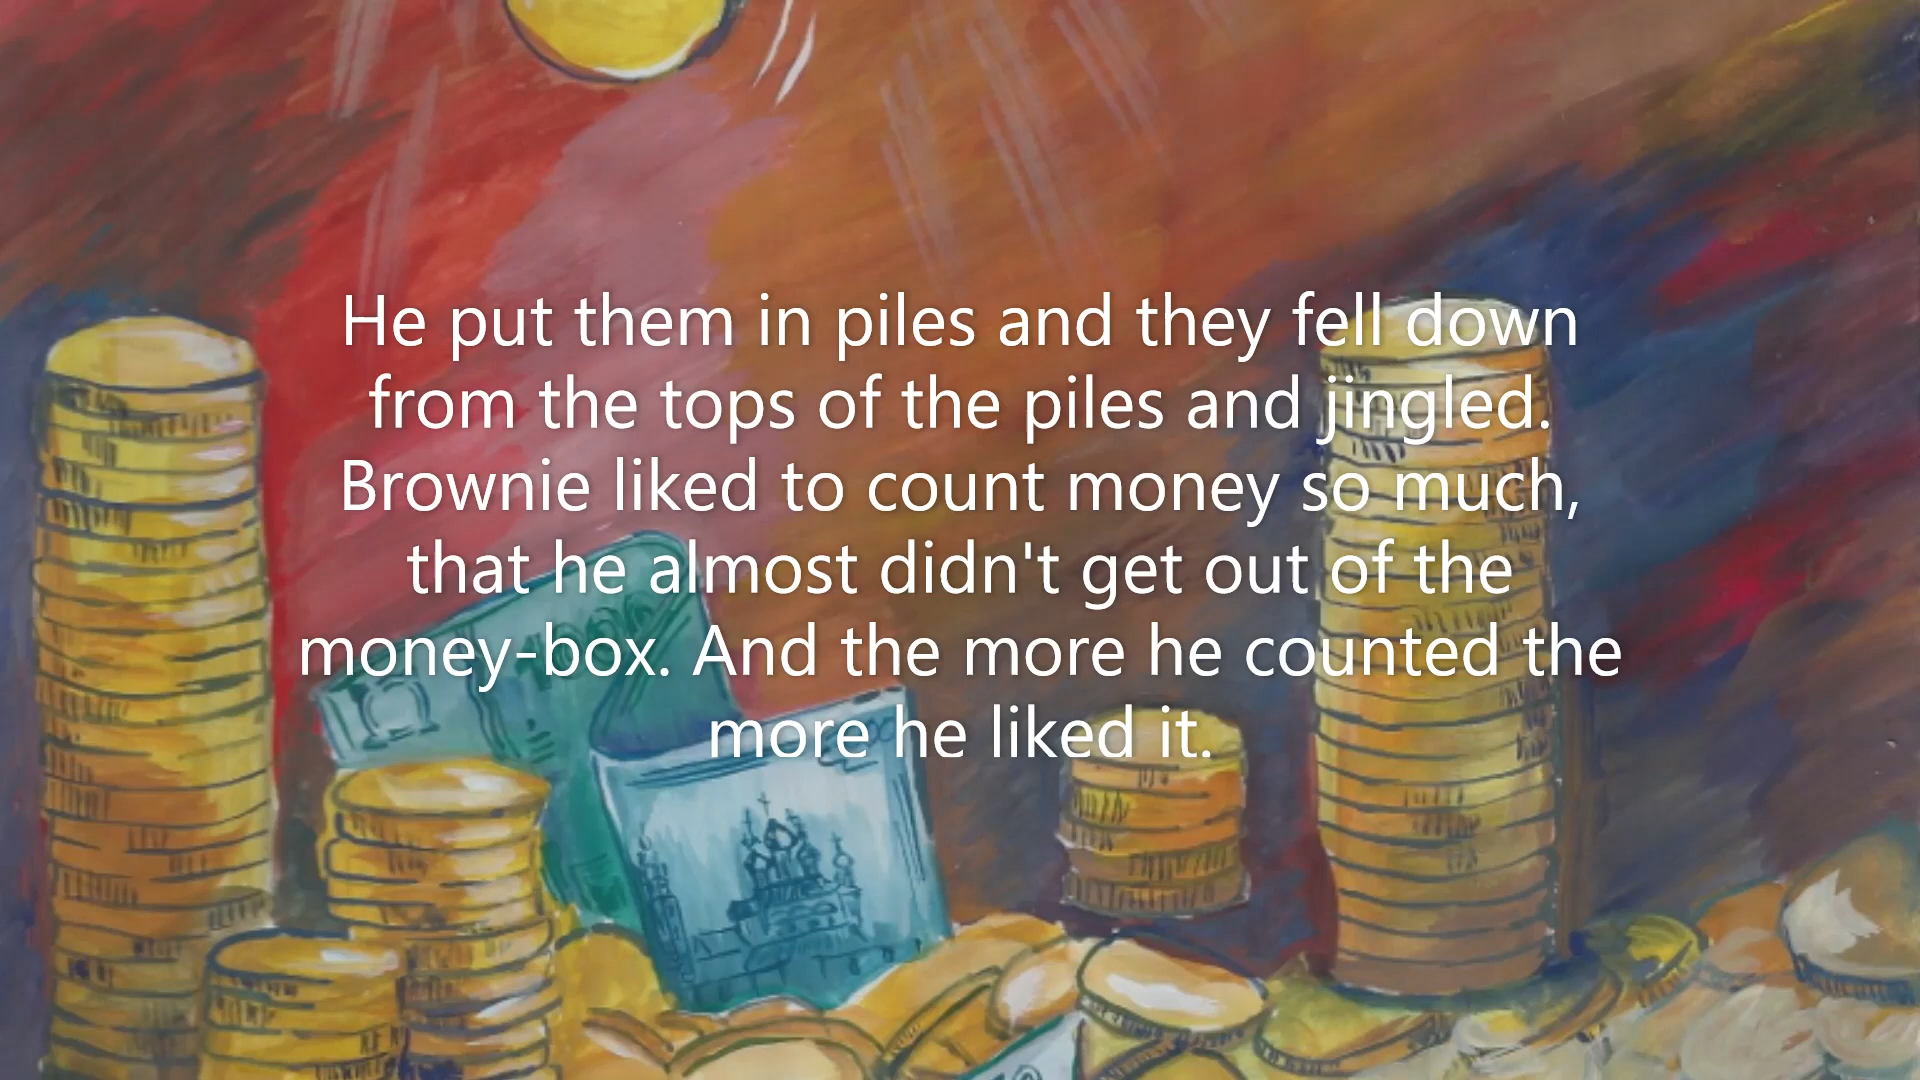 He put them in piles and they fell down
from the tops of the piles and jingled.
Brownie liked to count money so much,
that he almost didn't get out of the
money-box. And the more he counted the
more he liked it.